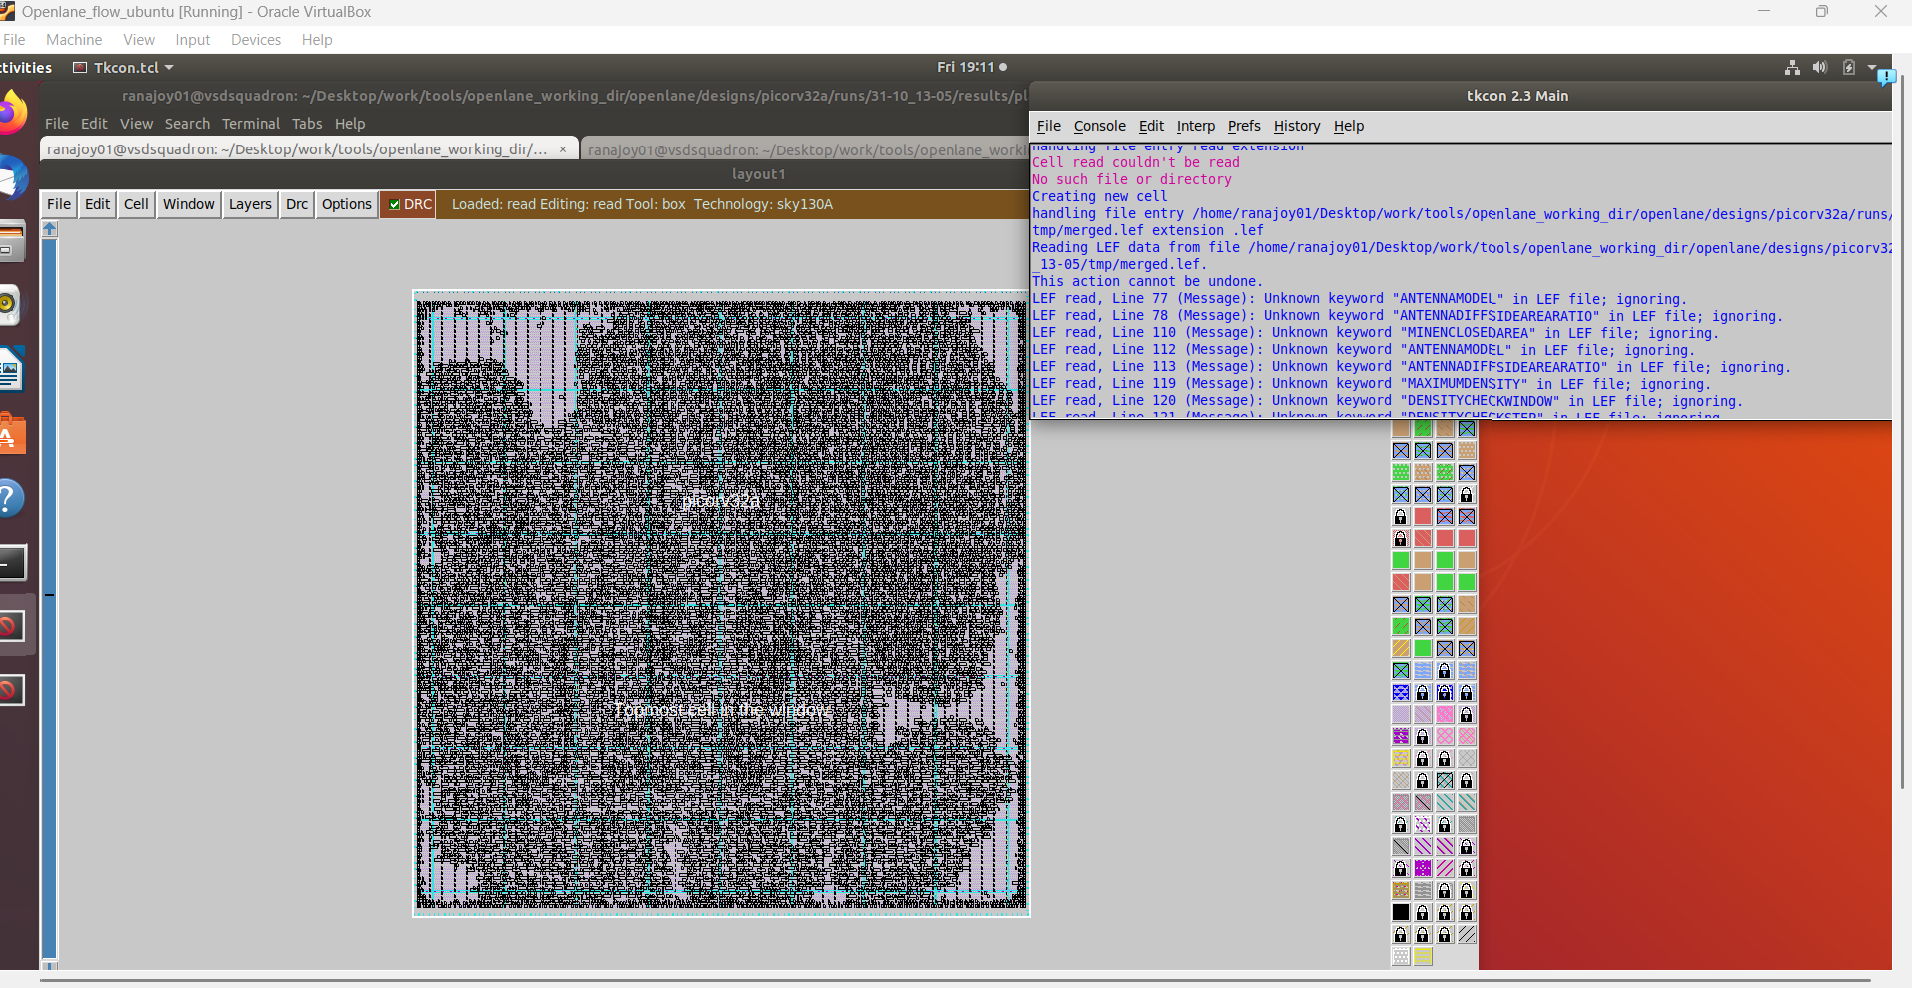 Openlane_flow_ubuntu [Running] - Oracle VirtualBox
File Machine View Input Devices Help
tivities Tkcon.tcl Fri 19:11
ranajoy01@vsdsquadron: ~/Desktop/work/tools/openlane_working_dir/openlane/designs/picorv32a/runs/31-10_13-05/results/pl
File Edit View Search Terminal Tabs Help
ranajoy01@vsdsquadron: ~/Desktop/work/tools/openlane_working_dir/... ×
ranajoy01@vsdsquadron: ~/Desktop/work/tools/openlane_worki
layout1
File Edit Cell Window Layers Drc Options DRC Loaded: read Editing: read Tool: box Technology: sky130A
picorv32a
Topmost cell in the window
tkcon 2.3 Main
File Console Edit Interp Prefs History Help
handling file entry read extension
Cell read couldn't be read
No such file or directory
Creating new cell
handling file entry /home/ranajoy01/Desktop/work/tools/openlane_working_dir/openlane/designs/picorv32a/runs/
tmp/merged.lef extension .lef
Reading LEF data from file /home/ranajoy01/Desktop/work/tools/openlane_working_dir/openlane/designs/picorv32
_13-05/tmp/merged.lef.
This action cannot be undone.
LEF read, Line 77 (Message): Unknown keyword "ANTENNAMODEL" in LEF file; ignoring.
LEF read, Line 78 (Message): Unknown keyword "ANTENNADIFFSIDEAREARATIO" in LEF file; ignoring.
LEF read, Line 110 (Message): Unknown keyword "MINENCLOSEDAREA" in LEF file; ignoring.
LEF read, Line 112 (Message): Unknown keyword "ANTENNAMODEL" in LEF file; ignoring.
LEF read, Line 113 (Message): Unknown keyword "ANTENNADIFFSIDEAREARATIO" in LEF file; ignoring.
LEF read, Line 119 (Message): Unknown keyword "MAXIMUMDENSITY" in LEF file; ignoring.
LEF read, Line 120 (Message): Unknown keyword "DENSITYCHECKWINDOW" in LEF file; ignoring.
LEF read, Line 121 (Message): Unknown keyword "DENSITYCHECKSTEP" in LEF file; ignoring.